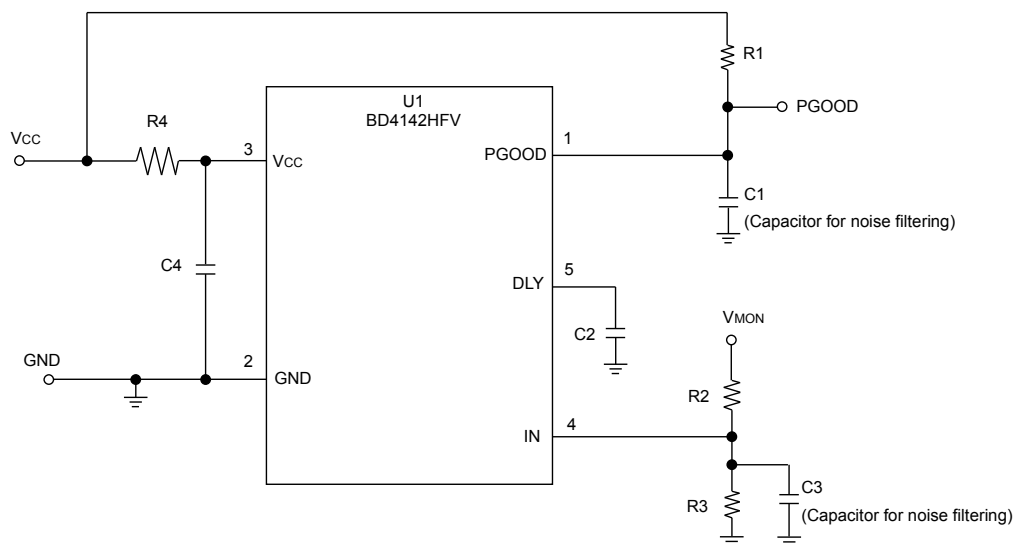 R1
U1
BD4142HFV
PGOOD
R4
1
VCC
3
VCC
PGOOD
C1
(Capacitor for noise filtering)
C4
5
DLY
C2
VMON
GND
2
GND
R2
4
IN
C3
R3
(Capacitor for noise filtering)